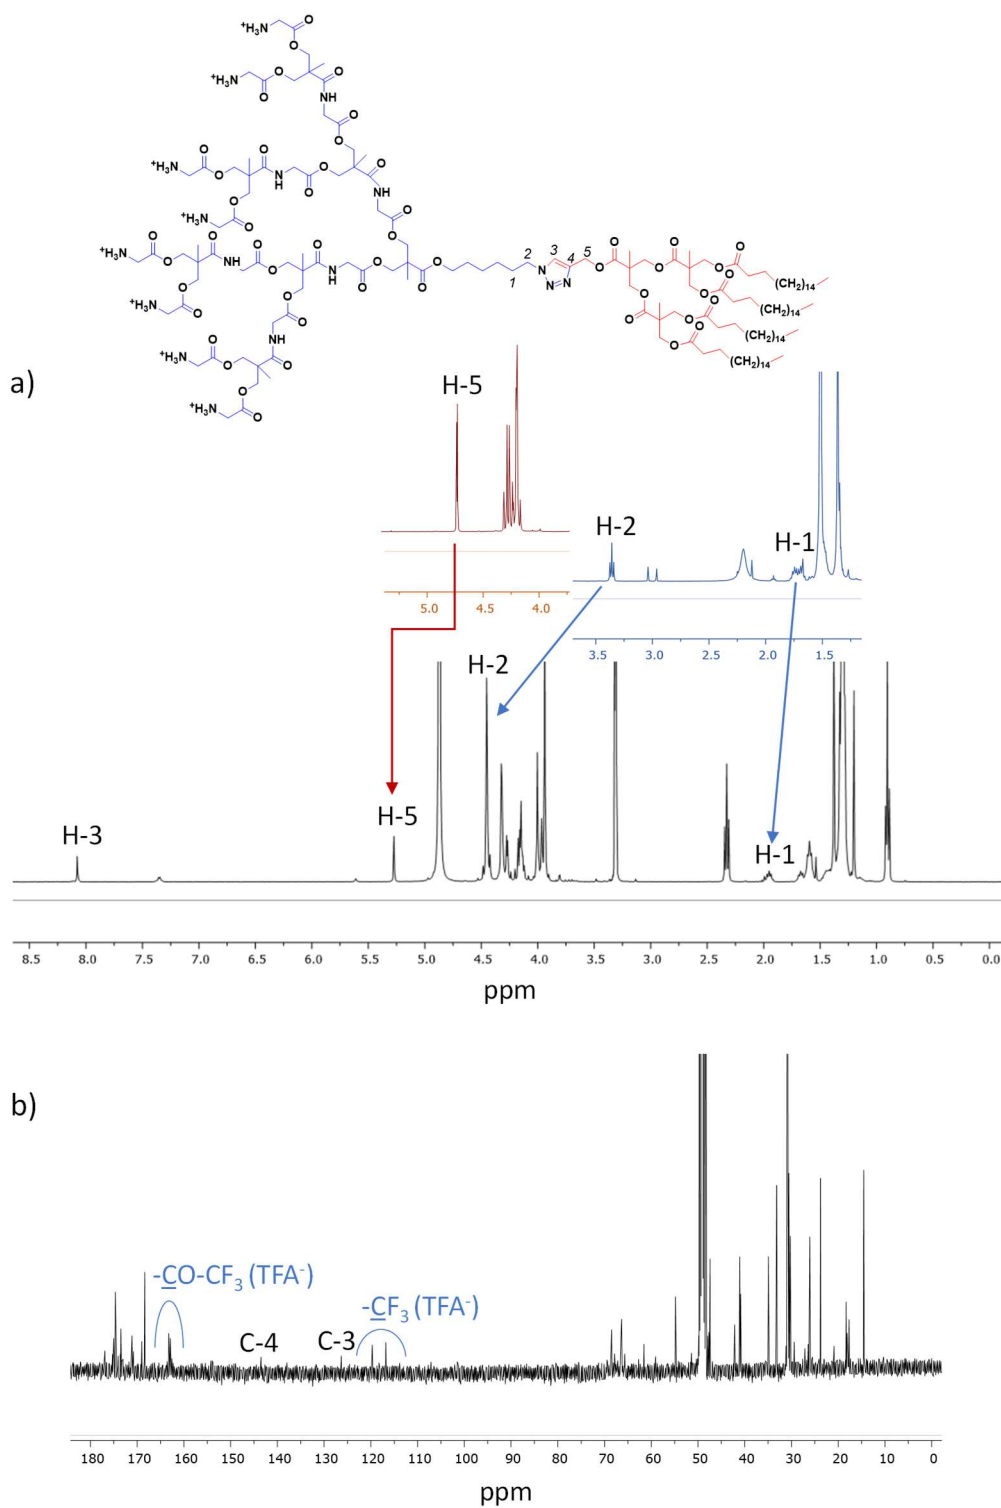 +H3N
O
O
O
+H3N
O
O
NH
O
O
O
+H3N
O
O
O
N
H
O
O
O
NH
O
+H3N
O
O
O
O
+H3N
O
O
O
NH
O
O
O
N
H
O
O
O
O
O
1
2
N
N=N
3
4
5
O
O
O
O
O
O
(CH2)14
O
O
(CH2)14
O
O
O
(CH2)14
O
O
(CH2)14
+H3N
O
O
O
O
NH
O
+H3N
O
O
O
+H3N
O
O
a)
H-5
5.0 4.5 4.0
H-2
H-1
3.5 3.0 2.5 2.0 1.5
H-2
H-3
H-5
H-1
8.5 8.0 7.5 7.0 6.5 6.0 5.5 5.0 4.5 4.0 3.5 3.0 2.5 2.0 1.5 1.0 0.5 0.0
ppm
b)
-CO-CF3 (TFA-)
-CF3 (TFA-)
C-4
C-3
180 170 160 150 140 130 120 110 100 90 80 70 60 50 40 30 20 10 0
ppm